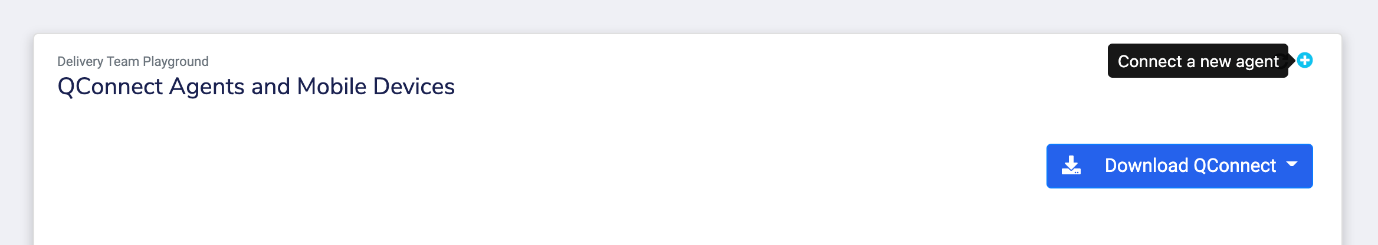 Delivery Team Playground
Connect a new agent
QConnect Agents and Mobile Devices
Download QConnect